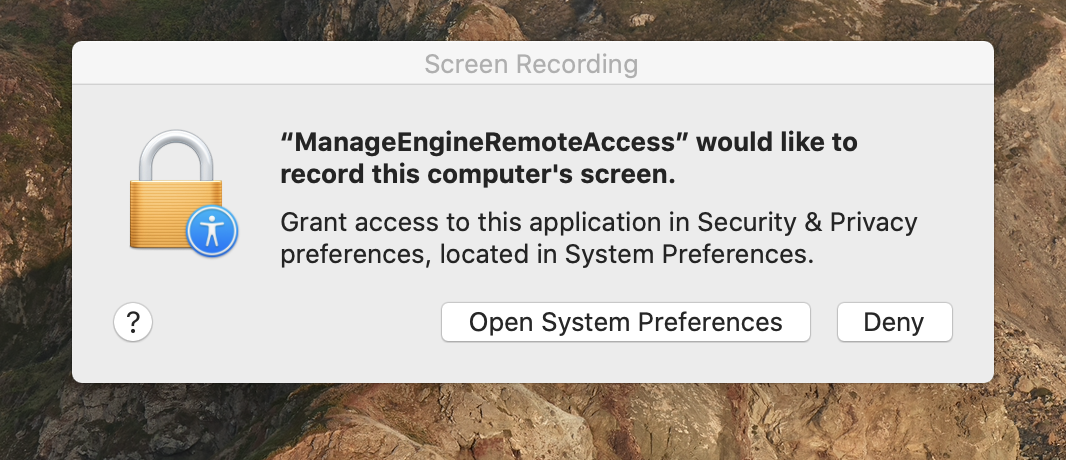 Screen Recording
“ManageEngineRemoteAccess” would like to
record this computer's screen.
Grant access to this application in Security & Privacy
preferences, located in System Preferences.
?
Open System Preferences
Deny